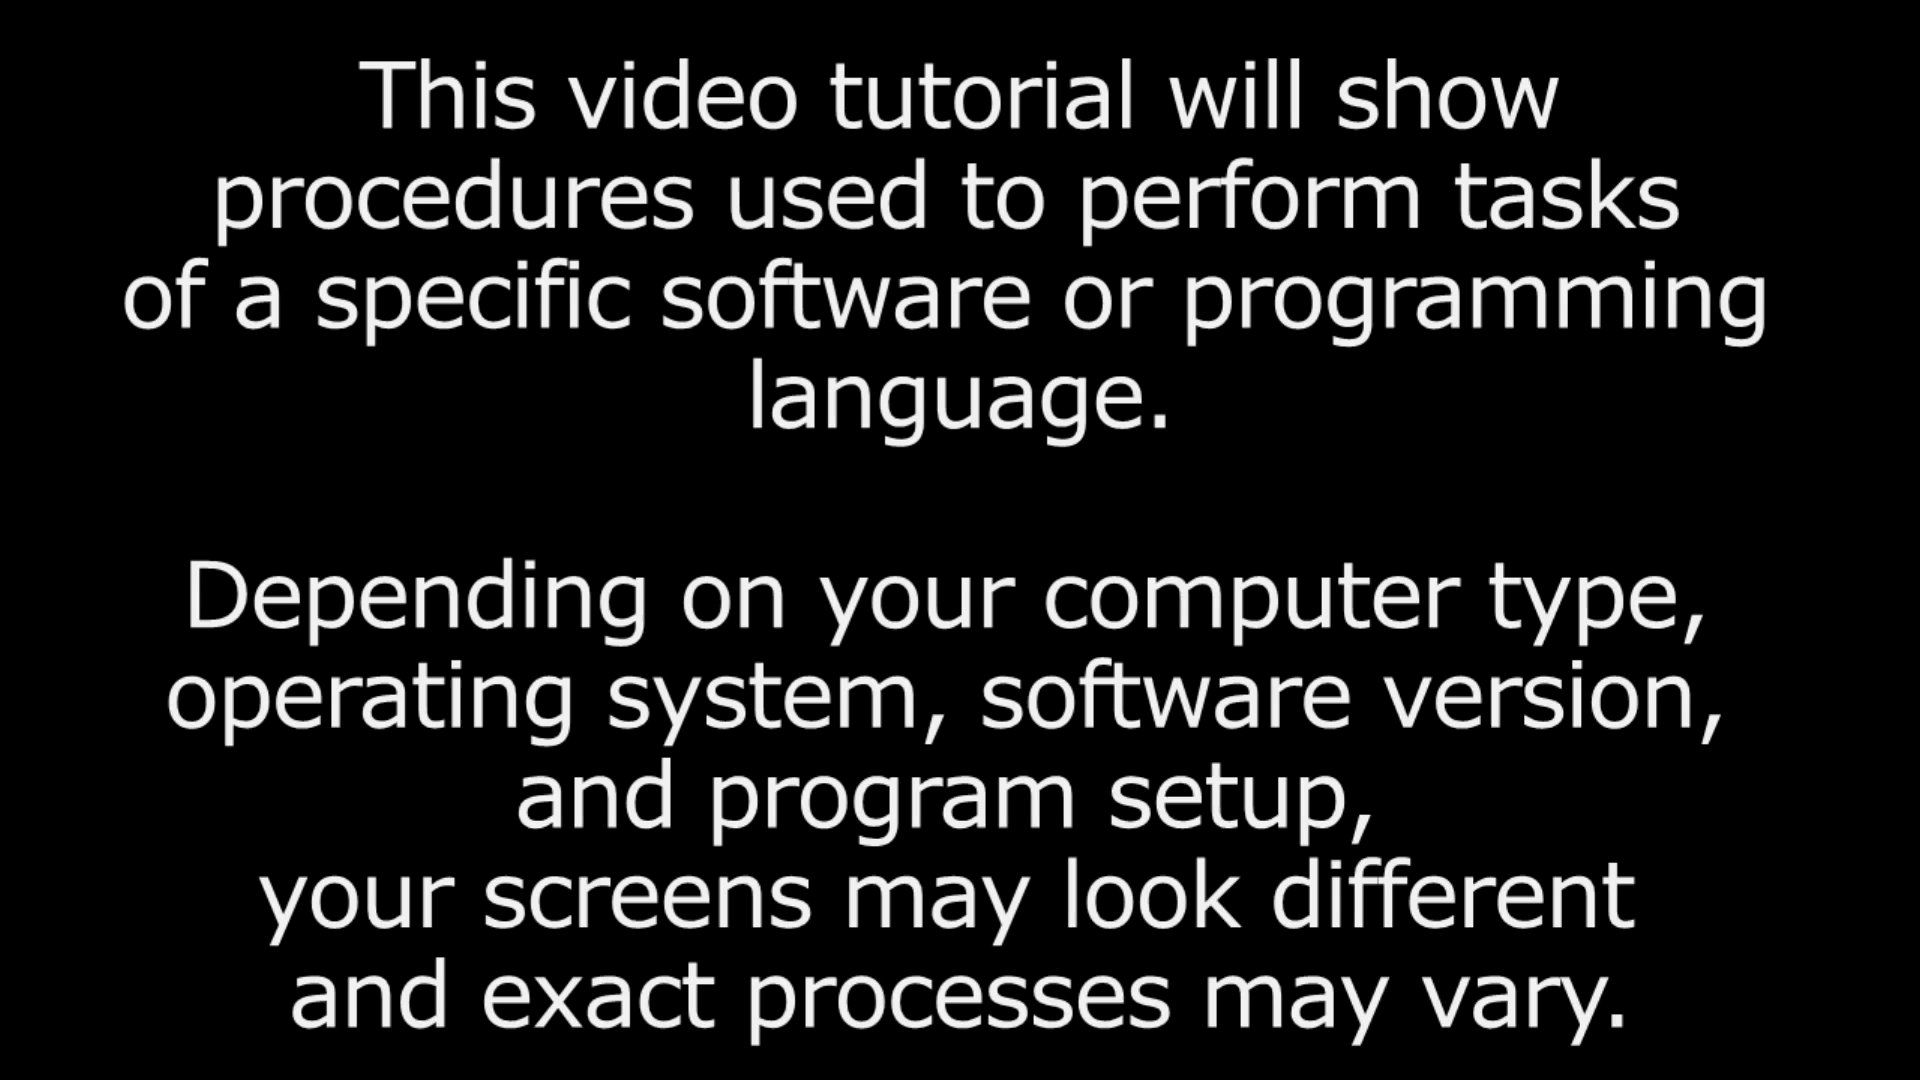 This video tutorial will show
procedures used to perform tasks
of a specific software or programming
language.
Depending on your computer type,
operating system, software version,
and program setup,
your screens may look different
and exact processes may vary.